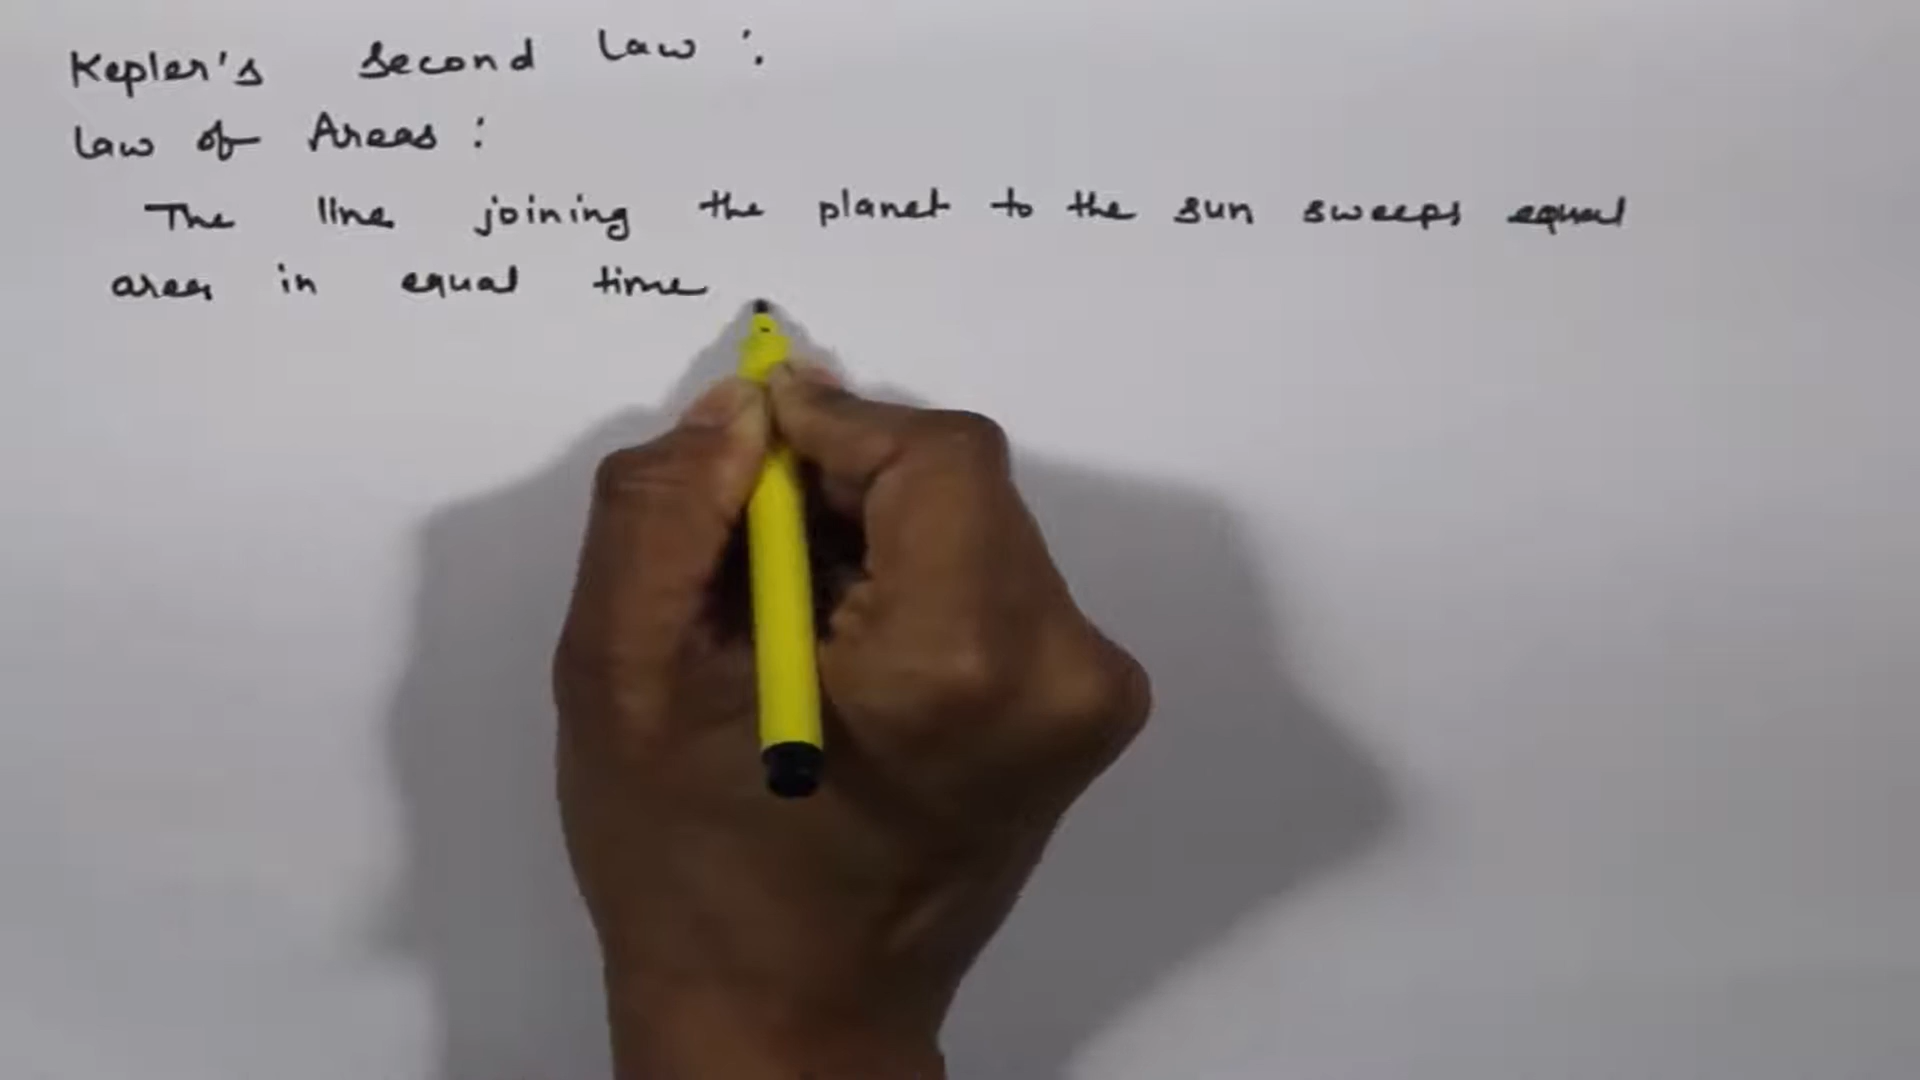 Kepler's second Law :
Law of Areas :
The line joining the planet to the sun sweeps equal
area in equal time